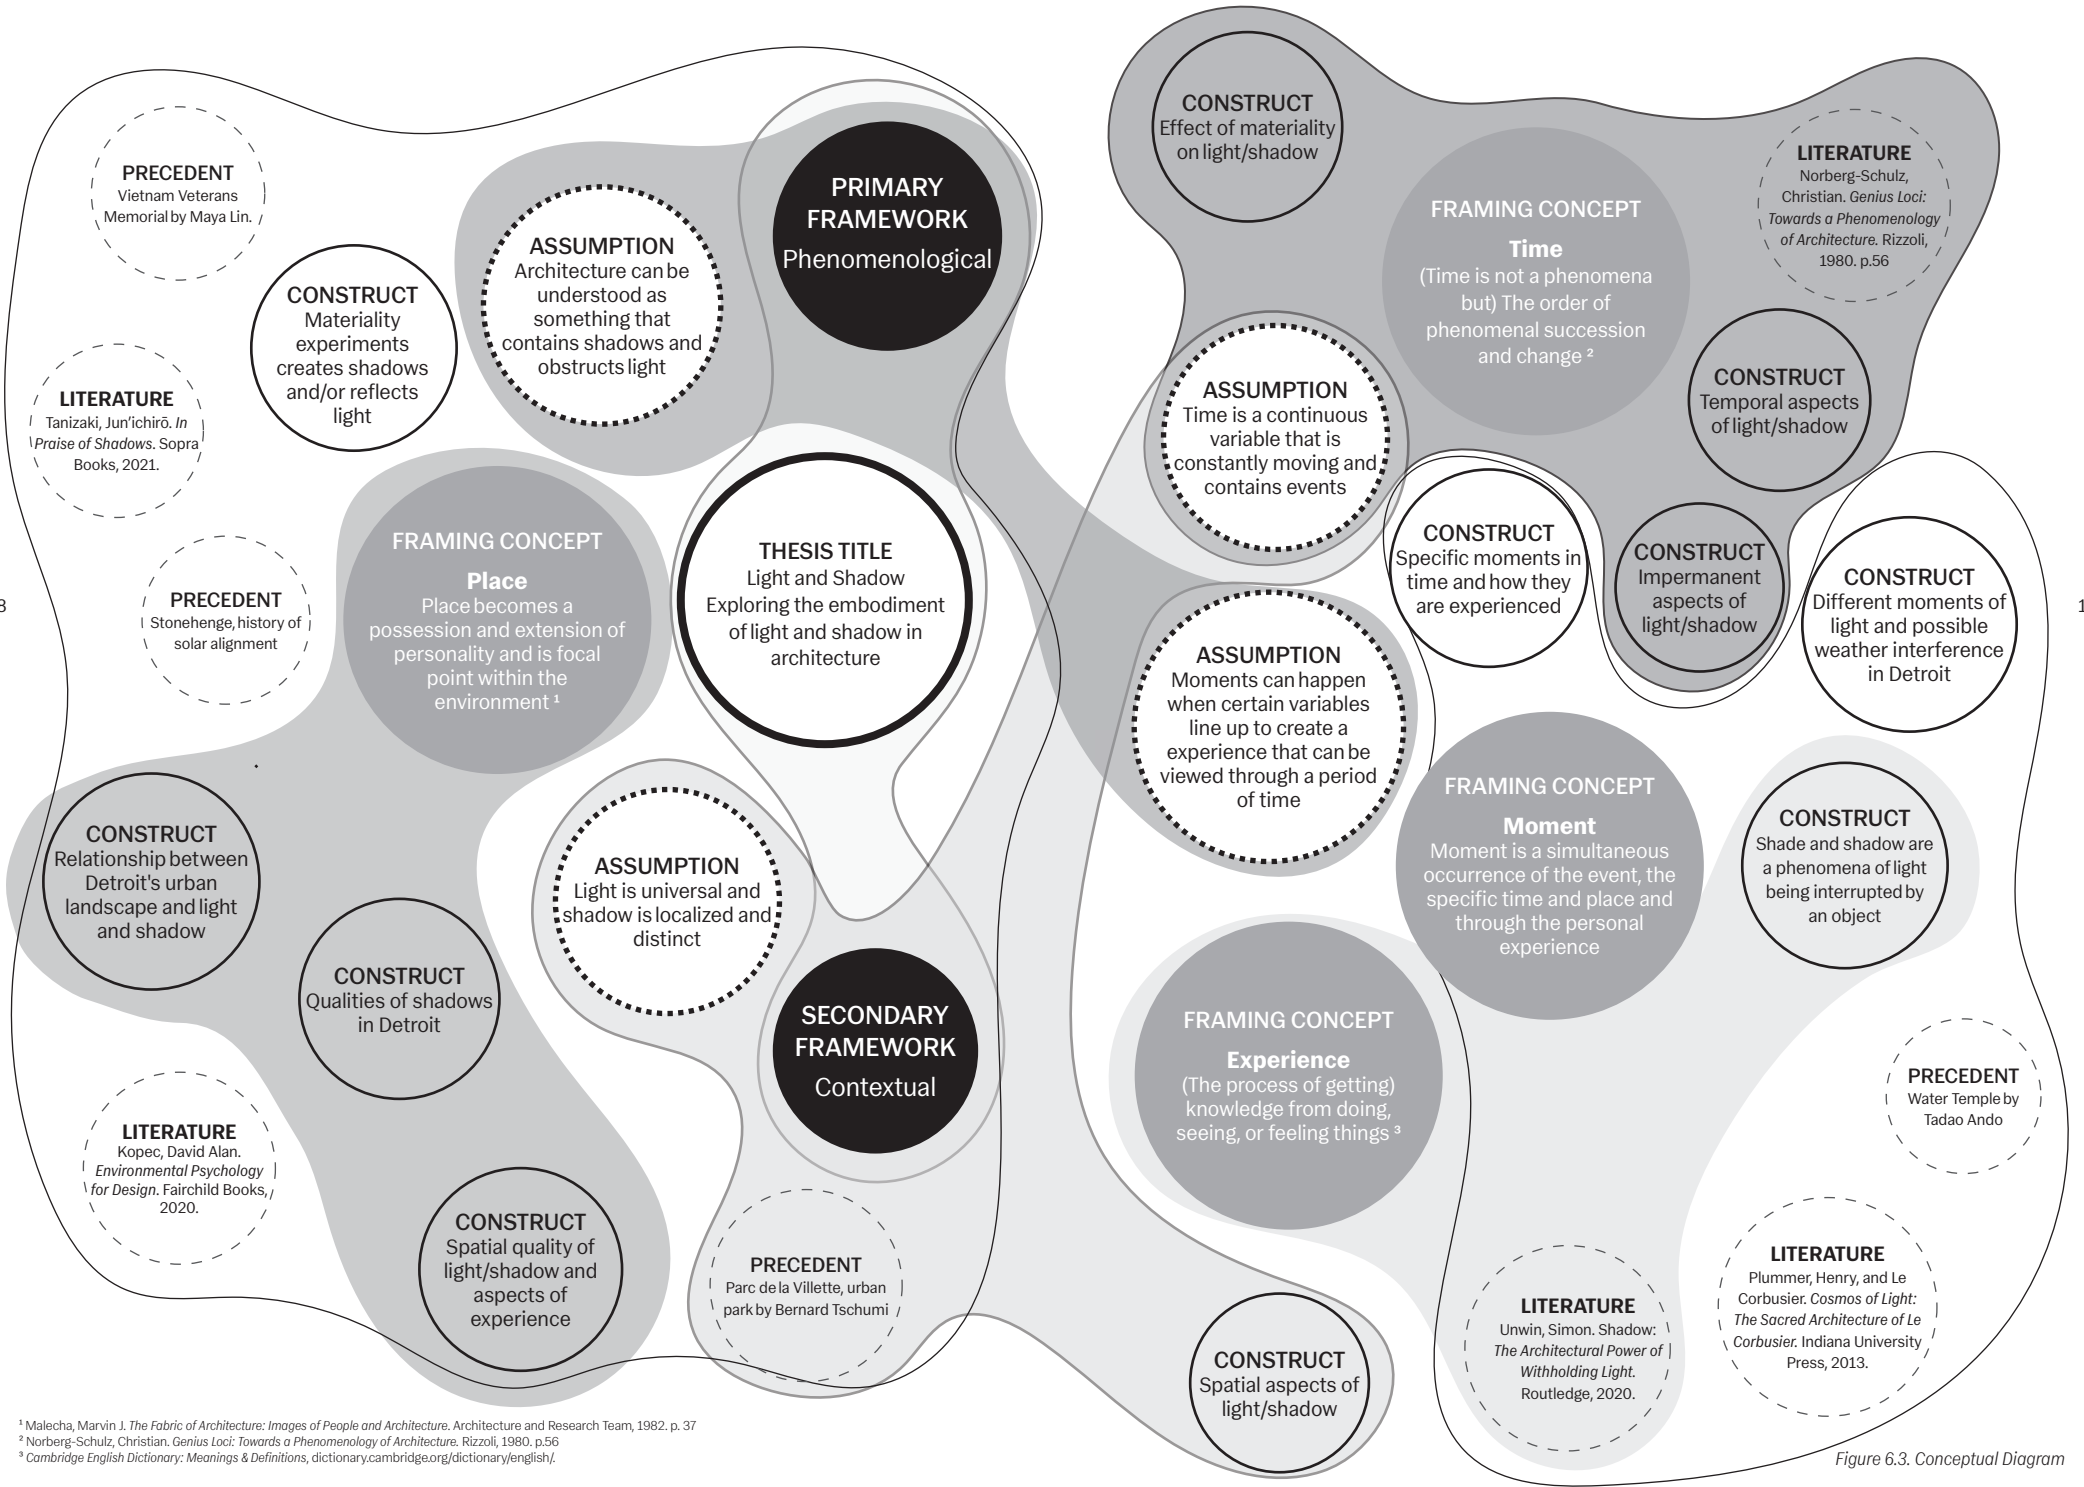 PRECEDENT
Vietnam Veterans
Memorial by Maya Lin.
CONSTRUCT
Materiality
experiments
creates shadows
and/or reflects
light
ASSUMPTION
Architecture can be
understood as
something that
contains shadows and
obstructs light
PRIMARY
FRAMEWORK
Phenomenological
LITERATURE
Tanizaki, Jun'ichirō. In
Praise of Shadows. Sopra
Books, 2021.
PRECEDENT
Stonehenge, history of
solar alignment
FRAMING CONCEPT
Place
Place becomes a
possession and extension of
personality and is focal
point within the
environment ¹
THESIS TITLE
Light and Shadow
Exploring the embodiment
of light and shadow in
architecture
CONSTRUCT
Relationship between
Detroit's urban
landscape and light
and shadow
CONSTRUCT
Qualities of shadows
in Detroit
ASSUMPTION
Light is universal and
shadow is localized and
distinct
SECONDARY
FRAMEWORK
Contextual
LITERATURE
Kopec, David Alan.
Environmental Psychology
for Design. Fairchild Books,
2020.
CONSTRUCT
Spatial quality of
light/shadow and
aspects of
experience
PRECEDENT
Parc de la Villette, urban
park by Bernard Tschumi
8
¹ Malecha, Marvin J. The Fabric of Architecture: Images of People and Architecture. Architecture and Research Team, 1982. p. 37
² Norberg-Schulz, Christian. Genius Loci: Towards a Phenomenology of Architecture. Rizzoli, 1980. p.56
³ Cambridge English Dictionary: Meanings & Definitions, dictionary.cambridge.org/dictionary/english/.
CONSTRUCT
Effect of materiality
on light/shadow
FRAMING CONCEPT
Time
(Time is not a phenomena
but) The order of
phenomenal succession
and change ²
LITERATURE
Norberg-Schulz,
Christian. Genius Loci:
Towards a Phenomenology
of Architecture. Rizzoli,
1980. p.56
ASSUMPTION
Time is a continuous
variable that is
constantly moving and
contains events
CONSTRUCT
Temporal aspects
of light/shadow
CONSTRUCT
Specific moments in
time and how they
are experienced
CONSTRUCT
Impermanent
aspects of
light/shadow
CONSTRUCT
Different moments of
light and possible
weather interference
in Detroit
ASSUMPTION
Moments can happen
when certain variables
line up to create a
experience that can be
viewed through a period
of time
FRAMING CONCEPT
Moment
Moment is a simultaneous
occurrence of the event, the
specific time and place and
through the personal
experience
CONSTRUCT
Shade and shadow are
a phenomena of light
being interrupted by
an object
FRAMING CONCEPT
Experience
(The process of getting)
knowledge from doing,
seeing, or feeling things ³
PRECEDENT
Water Temple by
Tadao Ando
CONSTRUCT
Spatial aspects of
light/shadow
LITERATURE
Unwin, Simon. Shadow:
The Architectural Power of
Withholding Light.
Routledge, 2020.
LITERATURE
Plummer, Henry, and Le
Corbusier. Cosmos of Light:
The Sacred Architecture of Le
Corbusier. Indiana University
Press, 2013.
1
Figure 6.3. Conceptual Diagram